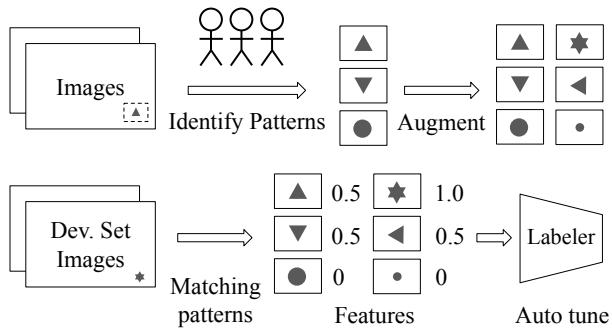 Images
Identify Patterns
Augment
Dev. Set
Images
Matching
patterns
0.5
1.0
0.5
0.5
0
0
Features
Labeler
Auto tune